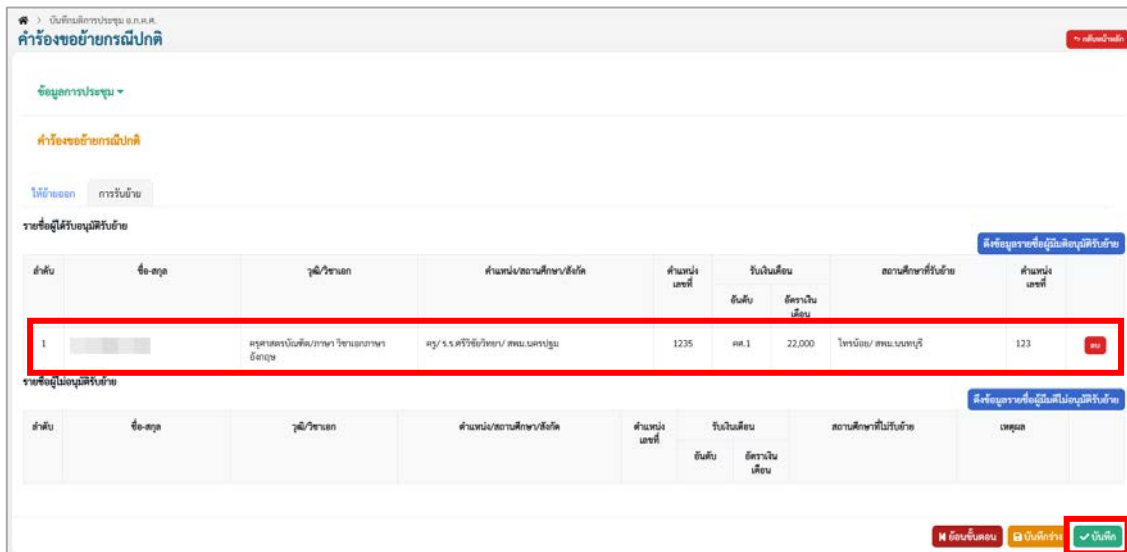 > บันทึกมติการประชุม อ.ก.ค.ศ.
คำร้องขอย้ายกรณีปกติ
กลับหน้าหลัก
ข้อมูลการประชุม
คำร้องขอย้ายกรณีปกติ
ให้ย้ายออก การรับย้าย
รายชื่อผู้ได้รับอนุมัติรับย้าย
ดึงข้อมูลรายชื่อผู้มีมติอนุมัติรับย้าย
ลำดับ ชื่อ-สกุล วุฒิ/วิชาเอก ตำแหน่ง/สถานศึกษา/สังกัด ตำแหน่ง รับเงินเดือน สถานศึกษาที่รับย้าย ตำแหน่ง
เลขที่ เลขที่
อันดับ อัตราเงิน
เดือน
1 ครุศาสตรบัณฑิต/ภาษา วิชาเอกภาษา ครู/ ร.ร.ศรีวิชัยวิทยา/ สพม.นครปฐม 1235 คศ.1 22,000 ไทรน้อย/ สพม.นนทบุรี 123 ลบ
อังกฤษ
รายชื่อผู้ไม่อนุมัติรับย้าย
ดึงข้อมูลรายชื่อผู้มีมติไม่อนุมัติรับย้าย
ลำดับ ชื่อ-สกุล วุฒิ/วิชาเอก ตำแหน่ง/สถานศึกษา/สังกัด ตำแหน่ง รับเงินเดือน สถานศึกษาที่ไม่รับย้าย เหตุผล
เลขที่
อันดับ อัตราเงิน
เดือน
ย้อนขั้นตอน บันทึกร่าง บันทึก